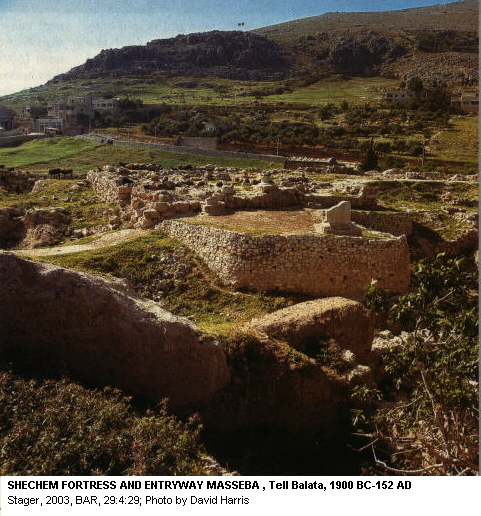 SHECHEM FORTRESS AND ENTRYWAY MASSEBA , Tell Balata, 1900 BC-152 AD
Stager, 2003, BAR, 29:4:29; Photo by David Harris